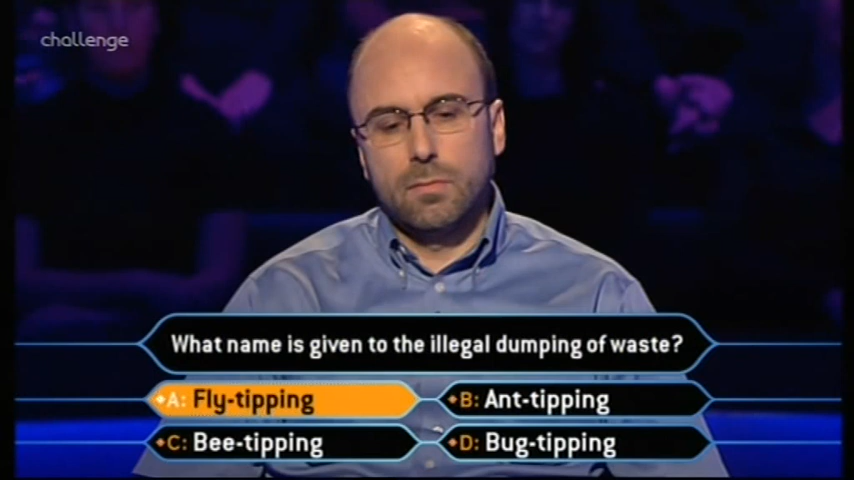 challenge
What name is given to the illegal dumping of waste?
A: Fly-tipping
B: Ant-tipping
C: Bee-tipping
D: Bug-tipping